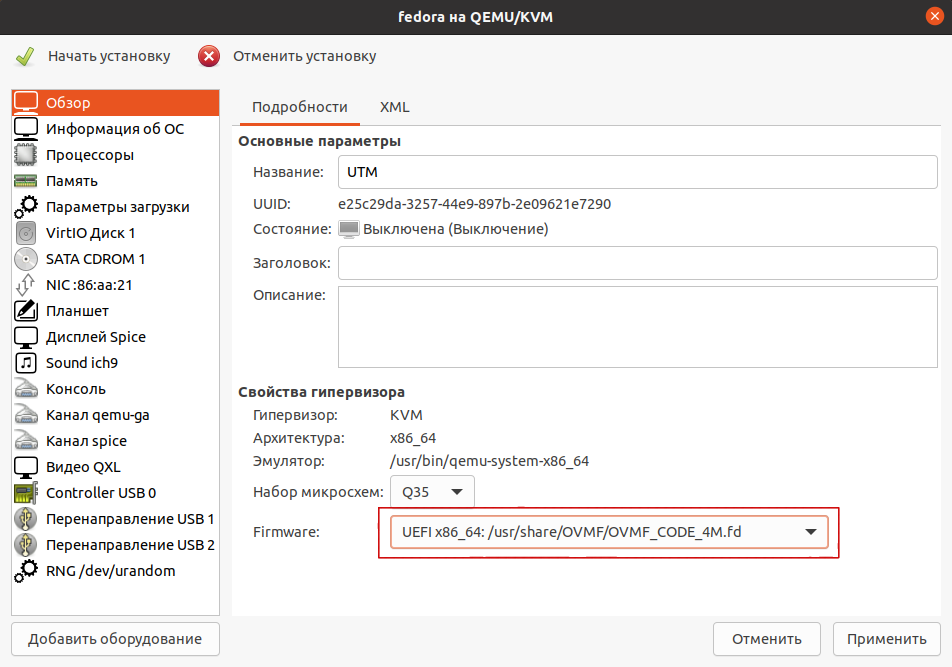 fedora на QEMU/KVM
Начать установку
Отменить установку
Обзор
Информация об ОС
Процессоры
Память
Параметры загрузки
VirtIO Диск 1
SATA CDROM 1
NIC :86:aa:21
Планшет
Дисплей Spice
Sound ich9
Консоль
Канал qemu-ga
Канал spice
Видео QXL
Controller USB 0
Перенаправление USB 1
Перенаправление USB 2
RNG /dev/urandom
Добавить оборудование
Подробности
XML
Основные параметры
Название: UTM
UUID: e25c29da-3257-44e9-897b-2e09621e7290
Состояние: Выключена (Выключение)
Заголовок:
Описание:
Свойства гипервизора
Гипервизор: KVM
Архитектура: x86_64
Эмулятор: /usr/bin/qemu-system-x86_64
Набор микросхем: Q35
Firmware: UEFI x86_64: /usr/share/OVMF/OVMF_CODE_4M.fd
Отменить
Применить